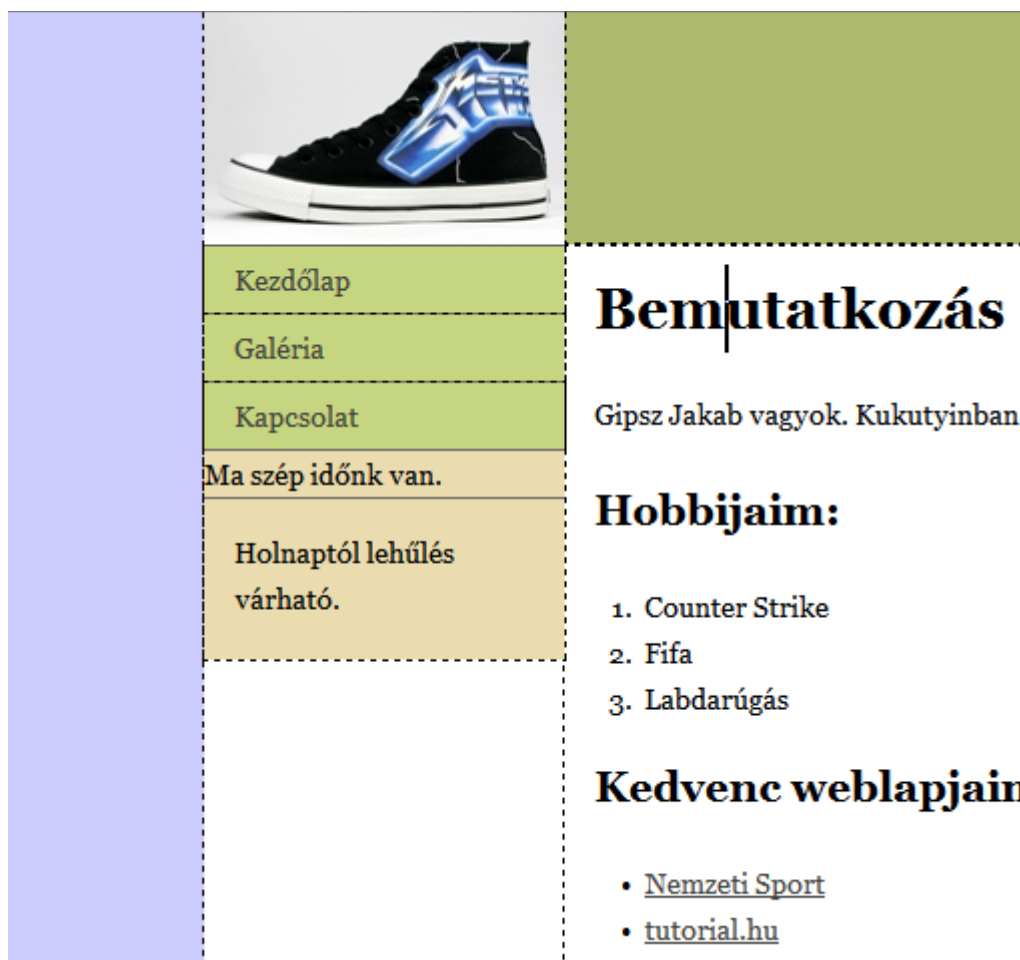 Kezdőlap
Galéria
Kapcsolat
Ma szép időnk van.
Holnaptól lehűlés
várható.
Bemutatkozás
Gipsz Jakab vagyok. Kukutyinban
Hobbijaim:
1. Counter Strike
2. Fifa
3. Labdarúgás
Kedvenc
• Nemzeti Sport
• tutorial.hu